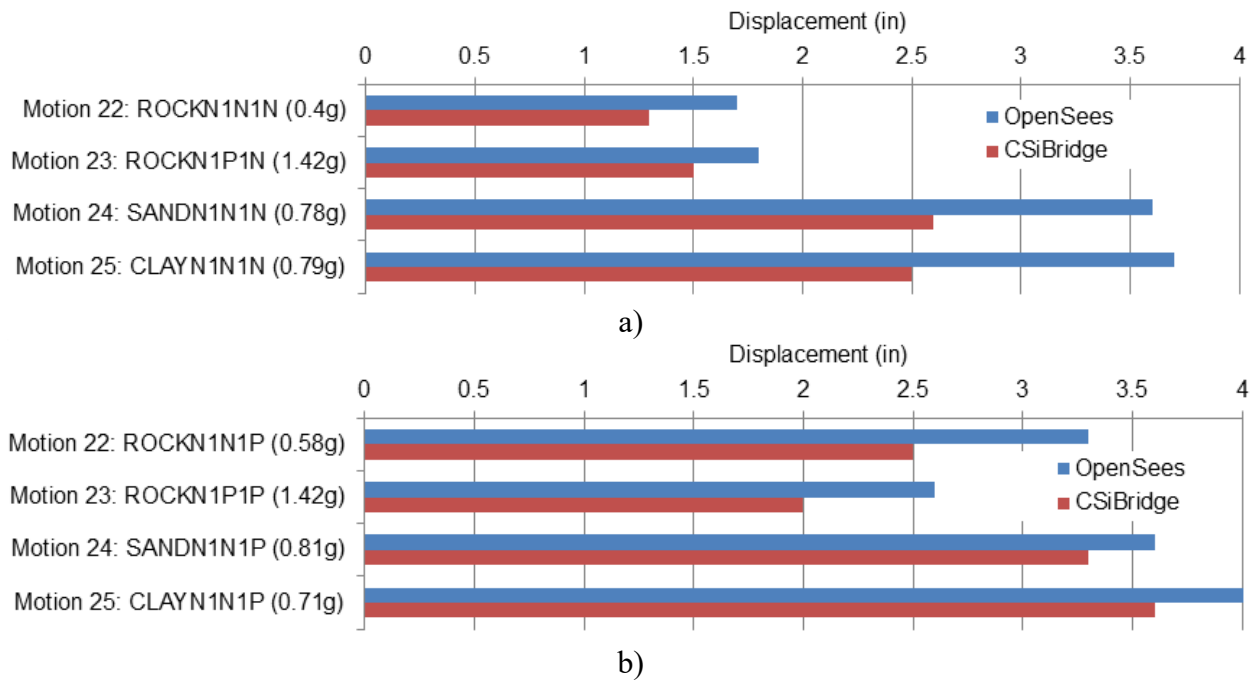 Displacement (in)
0 0.5 1 1.5 2 2.5 3 3.5 4
Motion 22: ROCKN1N1N (0.4g)
OpenSees
CSiBridge
Motion 23: ROCKN1P1N (1.42g)
Motion 24: SANDN1N1N (0.78g)
Motion 25: CLAYN1N1N (0.79g)
a)
Displacement (in)
0 0.5 1 1.5 2 2.5 3 3.5 4
Motion 22: ROCKN1N1P (0.58g)
OpenSees
CSiBridge
Motion 23: ROCKN1P1P (1.42g)
Motion 24: SANDN1N1P (0.81g)
Motion 25: CLAYN1N1P (0.71g)
b)